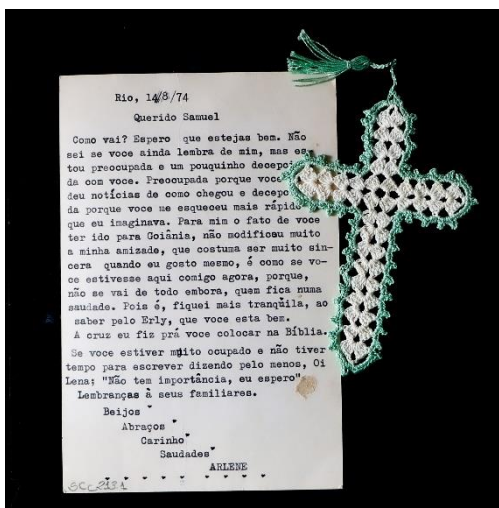 Rio, 14/8/74
Querido Samuel
Como vai? Espero que estejas bem. Não
sei se voce ainda lembra de mim, mas es
tou preocupada e um pouquinho decepci
da com voce. Preocupada porque voc
deu notícias de como chegou e decepc
da porque voce me esqueceu mais rápid
que eu imaginava. Para mim o fato de voce
ter ido para Goiânia, não modificou muito
a minha amizade, que costuma ser muito sin-
cera quando eu gosto mesmo, é como se vo-
ce estivesse aqui comigo agora, porque,
não se vai de todo embora, quem fica numa
saudade. Pois é, fiquei mais tranqüila, ao
saber pelo Erly, que voce esta bem.
A cruz eu fiz prá voce colocar na Bíblia.
Se voce estiver muito ocupado e não tiver
tempo para escrever dizendo pelo menos, Oi
Lena; "Não tem importância, eu espero"
Lembranças à seus familiares.
Beijos
Abraços
Carinho
Saudades
ARLENE